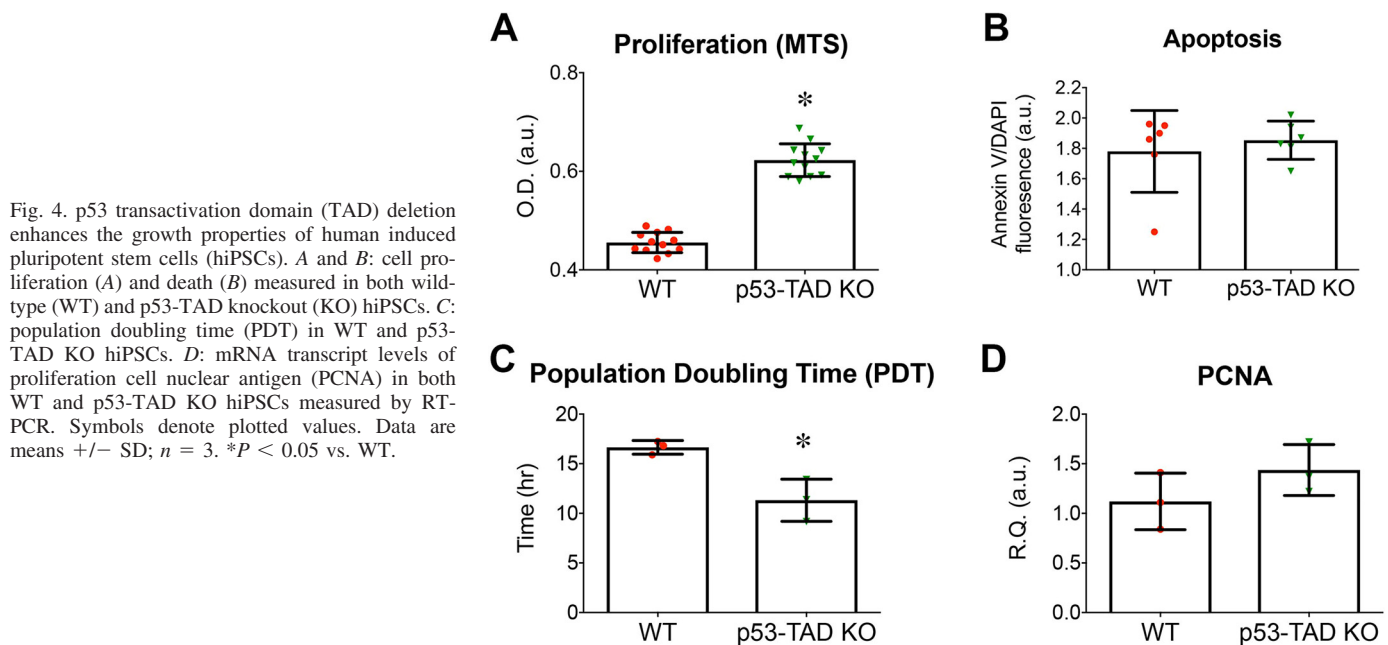 Fig. 4. p53 transactivation domain (TAD) deletion
enhances the growth properties of human induced
pluripotent stem cells (hiPSCs). A and B: cell pro-
liferation (A) and death (B) measured in both wild-
type (WT) and p53-TAD knockout (KO) hiPSCs. C:
population doubling time (PDT) in WT and p53-
TAD KO hiPSCs. D: mRNA transcript levels of
proliferation cell nuclear antigen (PCNA) in both
WT and p53-TAD KO hiPSCs measured by RT-
PCR. Symbols denote plotted values. Data are
means +/− SD; n = 3. *P < 0.05 vs. WT.
A
Proliferation (MTS)
O.D. (a.u.)
0.8
0.6
0.4
*
WT
p53-TAD KO
B
Apoptosis
Annexin V/DAPI
fluoresence (a.u.)
2.2
2.0
1.8
1.6
1.4
1.2
1.0
WT
p53-TAD KO
C
Population Doubling Time (PDT)
Time (hr)
20
15
10
5
0
*
WT
p53-TAD KO
D
PCNA
R.Q. (a.u.)
2.0
1.5
1.0
0.5
0.0
WT
p53-TAD KO